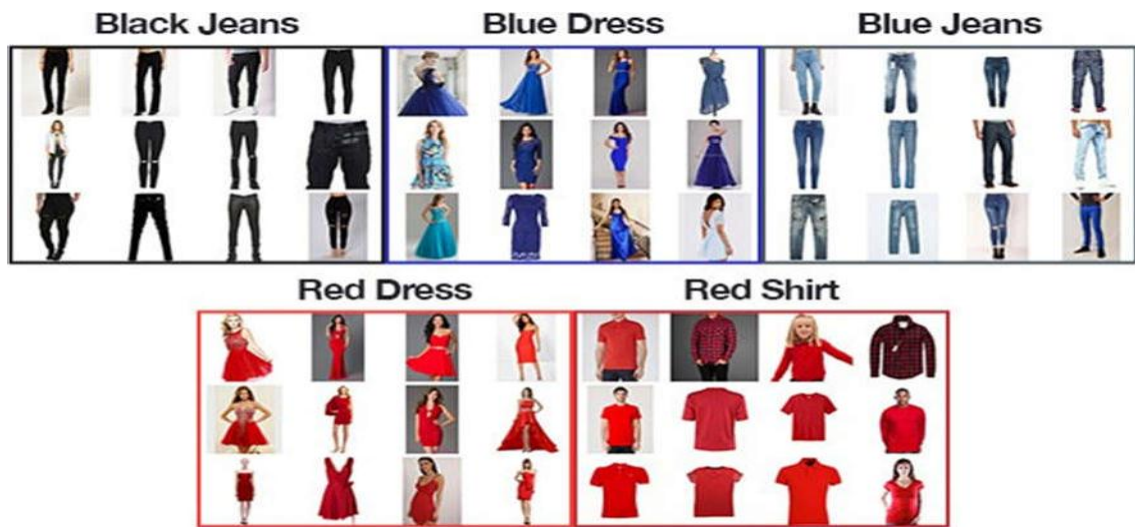 Black Jeans
Blue Dress
Blue Jeans
Red Dress
Red Shirt